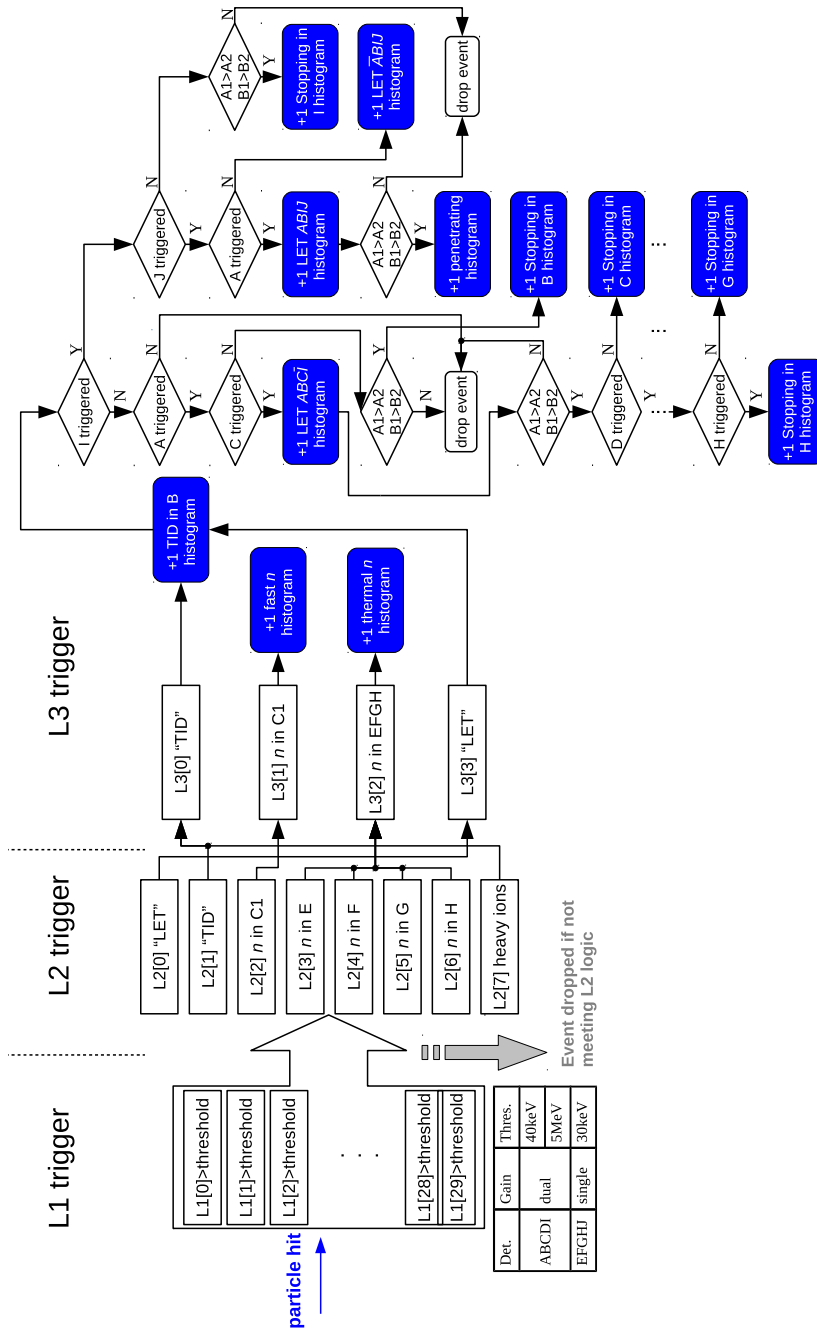 L1 trigger
L2 trigger
L3 trigger
particle hit
L1[0]>threshold
L1[1]>threshold
L1[2]>threshold
. . .
L1[28]>threshold
L1[29]>threshold
Det. Gain Thres.
ABCDI dual 40keV
5MeV
EFGHJ single 30keV
Event dropped if not
meeting L2 logic
L2[0] “LET”
L2[1] “TID”
L2[2] n in C1
L2[3] n in E
L2[4] n in F
L2[5] n in G
L2[6] n in H
L2[7] heavy ions
L3[0] “TID”
L3[1] n in C1
L3[2] n in EFGH
L3[3] “LET”
+1 TID in B
histogram
+1 fast n
histogram
+1 thermal n
histogram
I triggered
Y
N
A triggered
N
Y
C triggered
N
Y
+1 LET ABCĪ
histogram
A1>A2
B1>B2
Y
N
drop event
A1>A2
B1>B2
N
Y
D triggered
N
Y
...
H triggered
N
Y
+1 Stopping in
H histogram
J triggered
N
Y
A triggered
N
Y
+1 LET ABIJ
histogram
A1>A2
B1>B2
N
Y
+1 penetrating
histogram
+1 Stopping in
B histogram
+1 Stopping in
C histogram
...
+1 Stopping in
G histogram
A1>A2
B1>B2
N
Y
+1 Stopping in
I histogram
+1 LET ĀBIJ
histogram
drop event